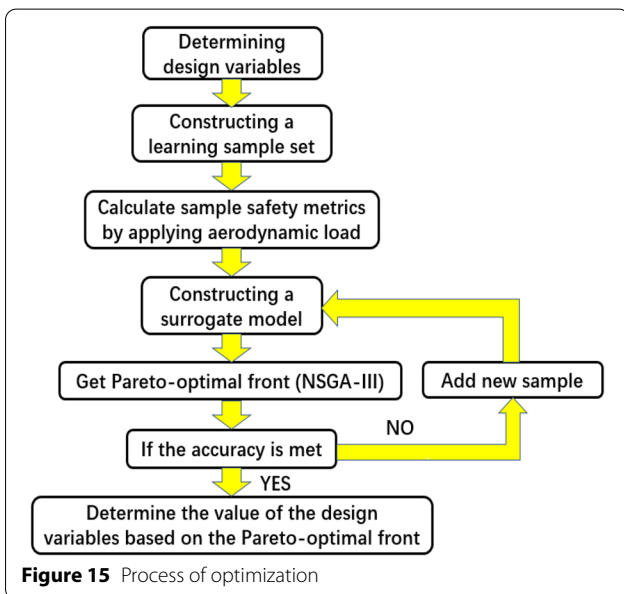 Determining
design variables
Constructing a
learning sample set
Calculate sample safety metrics
by applying aerodynamic load
Constructing a
surrogate model
Get Pareto-optimal front (NSGA-III)
Add new sample
If the accuracy is met
NO
YES
Determine the value of the design
variables based on the Pareto-optimal front
Figure 15 Process of optimization